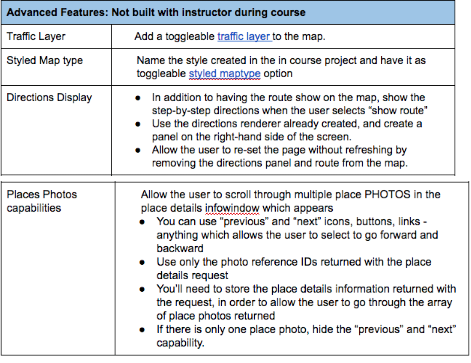 Advanced Features: Not built with instructor during course
Traffic Layer
Add a toggleable traffic layer to the map.
Styled Map type
Name the style created in the in course project and have it as
toggleable styled maptype option
Directions Display
● In addition to having the route show on the map, show the
step-by-step directions when the user selects “show route”
● Use the directions renderer already created, and create a
panel on the right-hand side of the screen.
● Allow the user to re-set the page without refreshing by
removing the directions panel and route from the map.
Places Photos
capabilities
Allow the user to scroll through multiple place PHOTOS in the
place details infowindow which appears
● You can use “previous” and “next” icons, buttons, links -
anything which allows the user to select to go forward and
backward
● Use only the photo reference IDs returned with the place
details request
● You’ll need to store the place details information returned with
the request, in order to allow the user to go through the array
of place photos returned
● If there is only one place photo, hide the “previous” and “next”
capability.